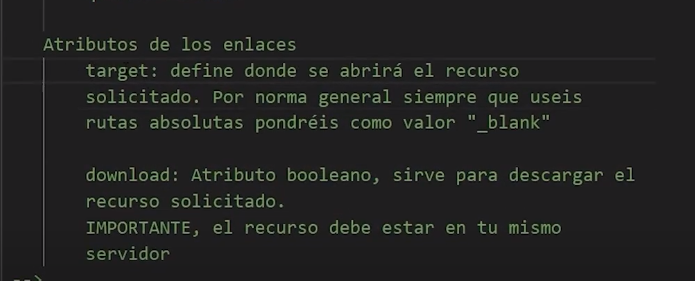 Atributos de los enlaces
target: define donde se abrirá el recurso
solicitado. Por norma general siempre que useis
rutas absolutas pondréis como valor "_blank"
download: Atributo booleano, sirve para descargar el
recurso solicitado.
IMPORTANTE, el recurso debe estar en tu mismo
servidor
-->